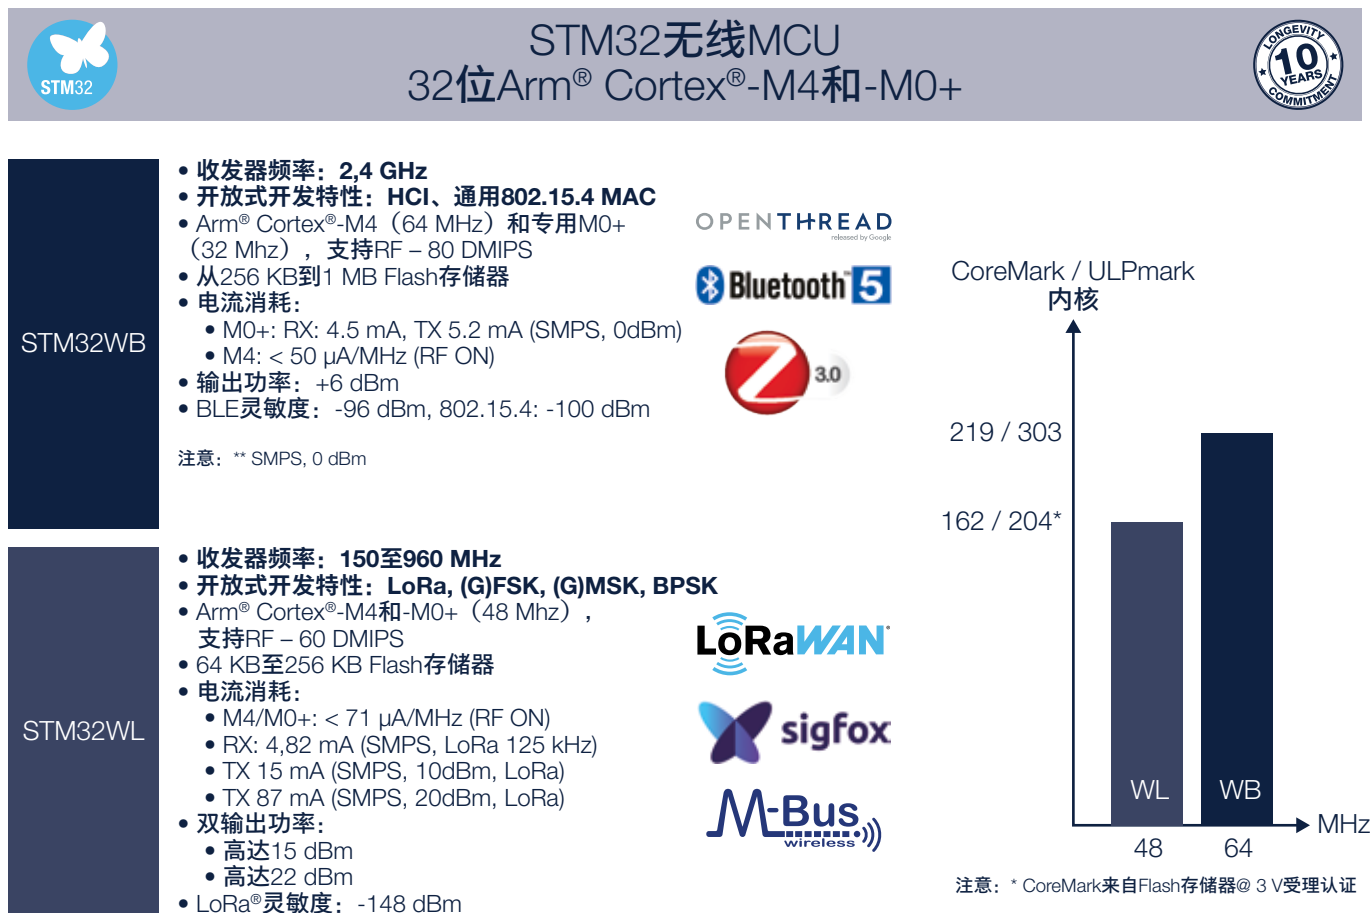 STM32
STM32无线MCU
32位Arm® Cortex®-M4和-M0+
LONGEVITY
10
YEARS
COMMITMENT
STM32WB
• 收发器频率：2,4 GHz
• 开放式开发特性：HCI、通用802.15.4 MAC
• Arm® Cortex®-M4（64 MHz）和专用M0+
（32 Mhz），支持RF – 80 DMIPS
• 从256 KB到1 MB Flash存储器
• 电流消耗：
• M0+: RX: 4.5 mA, TX 5.2 mA (SMPS, 0dBm)
• M4: < 50 µA/MHz (RF ON)
• 输出功率：+6 dBm
• BLE灵敏度：-96 dBm, 802.15.4: -100 dBm
注意：** SMPS, 0 dBm
OPENTHREAD
released by Google
Bluetooth™ 5
3.0
STM32WL
• 收发器频率：150至960 MHz
• 开放式开发特性：LoRa, (G)FSK, (G)MSK, BPSK
• Arm® Cortex®-M4和-M0+（48 Mhz），
支持RF – 60 DMIPS
• 64 KB至256 KB Flash存储器
• 电流消耗：
• M4/M0+: < 71 µA/MHz (RF ON)
• RX: 4,82 mA (SMPS, LoRa 125 kHz)
• TX 15 mA (SMPS, 10dBm, LoRa)
• TX 87 mA (SMPS, 20dBm, LoRa)
• 双输出功率：
• 高达15 dBm
• 高达22 dBm
• LoRa®灵敏度：-148 dBm
LoRaWAN®
sigfox
M-Bus
wireless
CoreMark / ULPmark
内核
219 / 303
162 / 204*
WL
WB
MHz
48
64
注意：* CoreMark来自Flash存储器@ 3 V受理认证